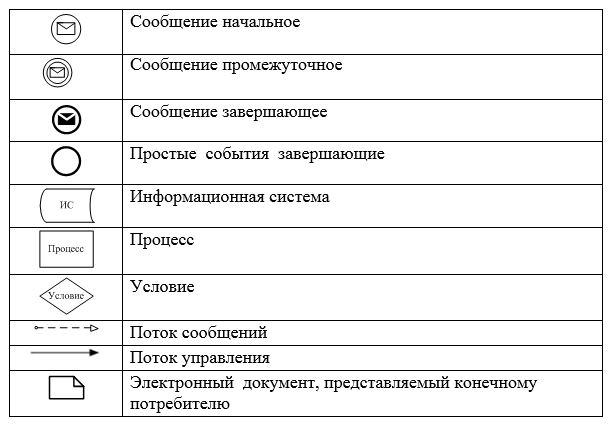 Сообщение начальное
Сообщение промежуточное
Сообщение завершающее
Простые события завершающие
ИС
Информационная система
Процесс
Процесс
Условие
Условие
Поток сообщений
Поток управления
Электронный документ, представляемый конечному
потребителю